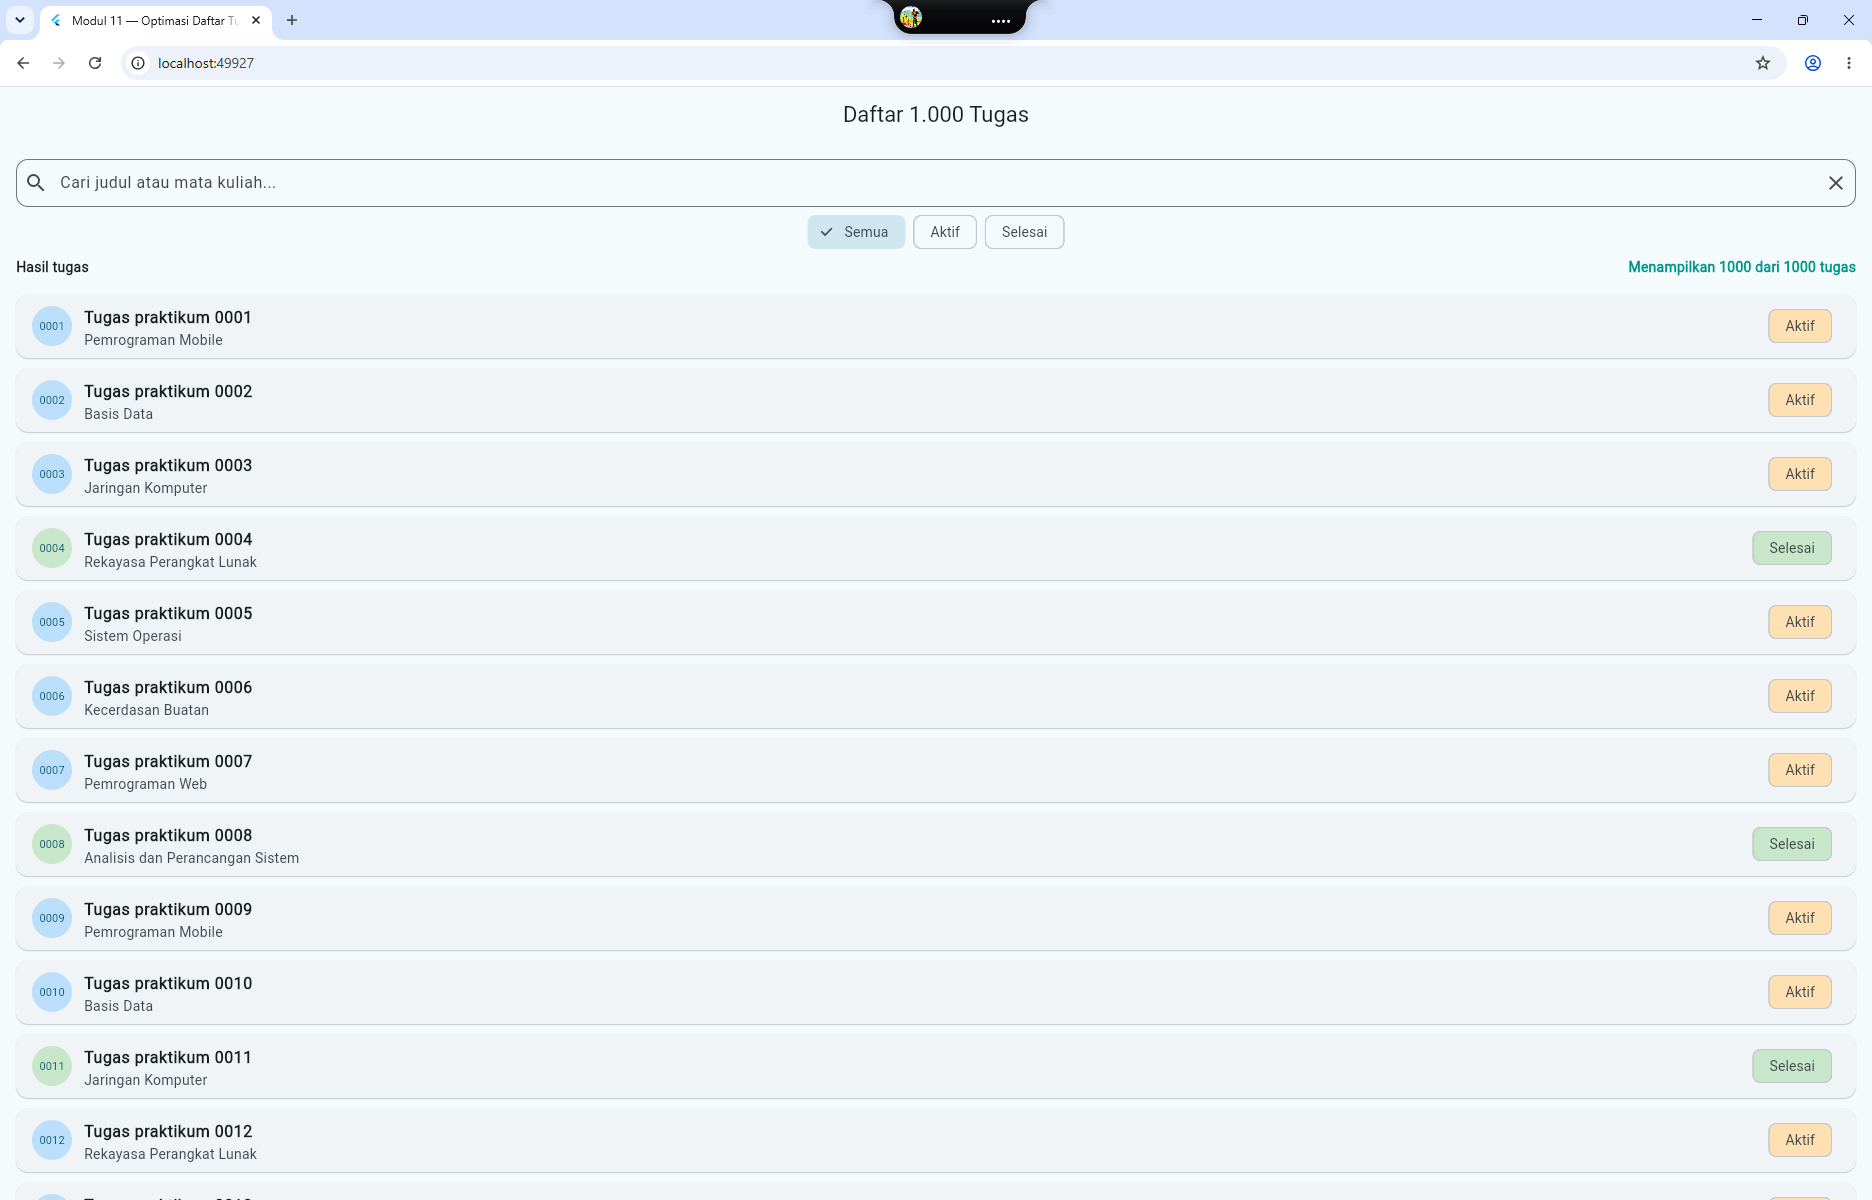 Modul 11 — Optimasi Daftar Tu
localhost:49927
Daftar 1.000 Tugas
Cari judul atau mata kuliah...
Semua
Aktif
Selesai
Hasil tugas
Menampilkan 1000 dari 1000 tugas
0001
Tugas praktikum 0001
Pemrograman Mobile
Aktif
0002
Tugas praktikum 0002
Basis Data
Aktif
0003
Tugas praktikum 0003
Jaringan Komputer
Aktif
0004
Tugas praktikum 0004
Rekayasa Perangkat Lunak
Selesai
0005
Tugas praktikum 0005
Sistem Operasi
Aktif
0006
Tugas praktikum 0006
Kecerdasan Buatan
Aktif
0007
Tugas praktikum 0007
Pemrograman Web
Aktif
0008
Tugas praktikum 0008
Analisis dan Perancangan Sistem
Selesai
0009
Tugas praktikum 0009
Pemrograman Mobile
Aktif
0010
Tugas praktikum 0010
Basis Data
Aktif
0011
Tugas praktikum 0011
Jaringan Komputer
Selesai
0012
Tugas praktikum 0012
Rekayasa Perangkat Lunak
Aktif